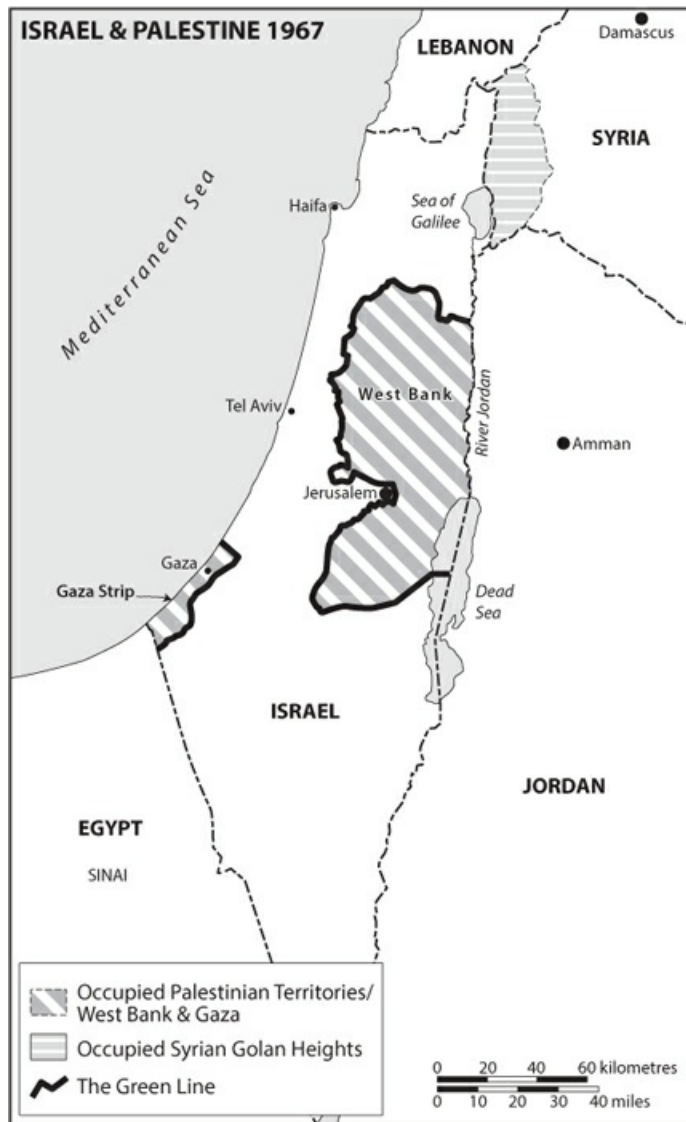 ISRAEL & PALESTINE 1967
LEBANON
Damascus
SYRIA
Mediterranean Sea
Haifa
Sea of
Galilee
West Bank
Tel Aviv
River Jordan
Amman
Jerusalem
Gaza
Gaza Strip
Dead
Sea
ISRAEL
JORDAN
EGYPT
SINAI
Occupied Palestinian Territories/
West Bank & Gaza
Occupied Syrian Golan Heights
The Green Line
0 20 40 60 kilometres
0 10 20 30 40 miles